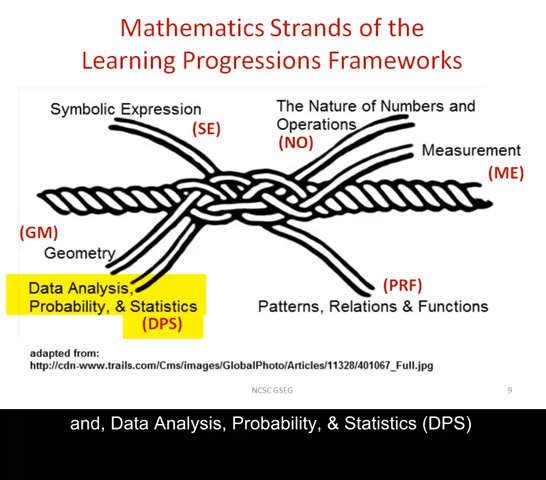 Mathematics Strands of the
Learning Progressions Frameworks
Symbolic Expression
(SE)
The Nature of Numbers and
Operations
(NO)
Measurement
(ME)
(GM)
Geometry
Data Analysis,
Probability, & Statistics
(DPS)
(PRF)
Patterns, Relations & Functions
adapted from:
http://cdn-www.trails.com/Cms/images/GlobalPhoto/Articles/11328/401067_Full.jpg
NCSC GSEG
9
and, Data Analysis, Probability, & Statistics (DPS)